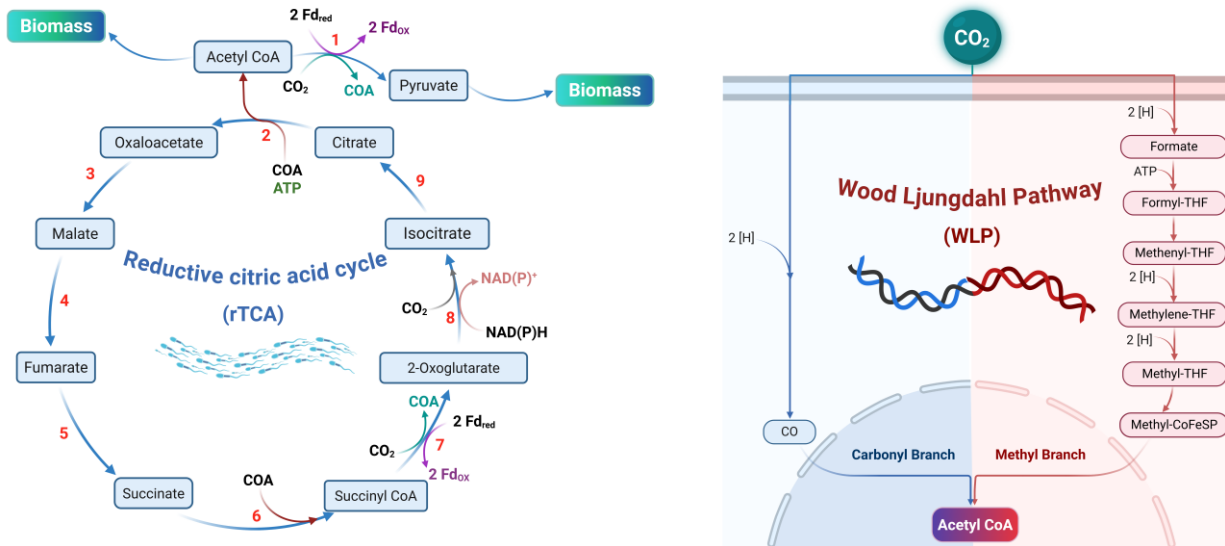 Biomass
2 Fdred
2 FdOX
1
Acetyl CoA
CO2
COA
Pyruvate
Biomass
Oxaloacetate
2
Citrate
COA
ATP
3
9
Malate
Isocitrate
Reductive citric acid cycle
(rTCA)
NAD(P)+
CO2
8
NAD(P)H
4
Fumarate
2-Oxoglutarate
COA
2 Fdred
CO2
7
2 FdOX
5
Succinate
COA
6
Succinyl CoA
CO2
2 [H]
Formate
ATP
Formyl-THF
Wood Ljungdahl Pathway
(WLP)
2 [H]
Methenyl-THF
2 [H]
Methylene-THF
2 [H]
Methyl-THF
CO
Methyl-CoFeSP
Carbonyl Branch
Methyl Branch
Acetyl CoA